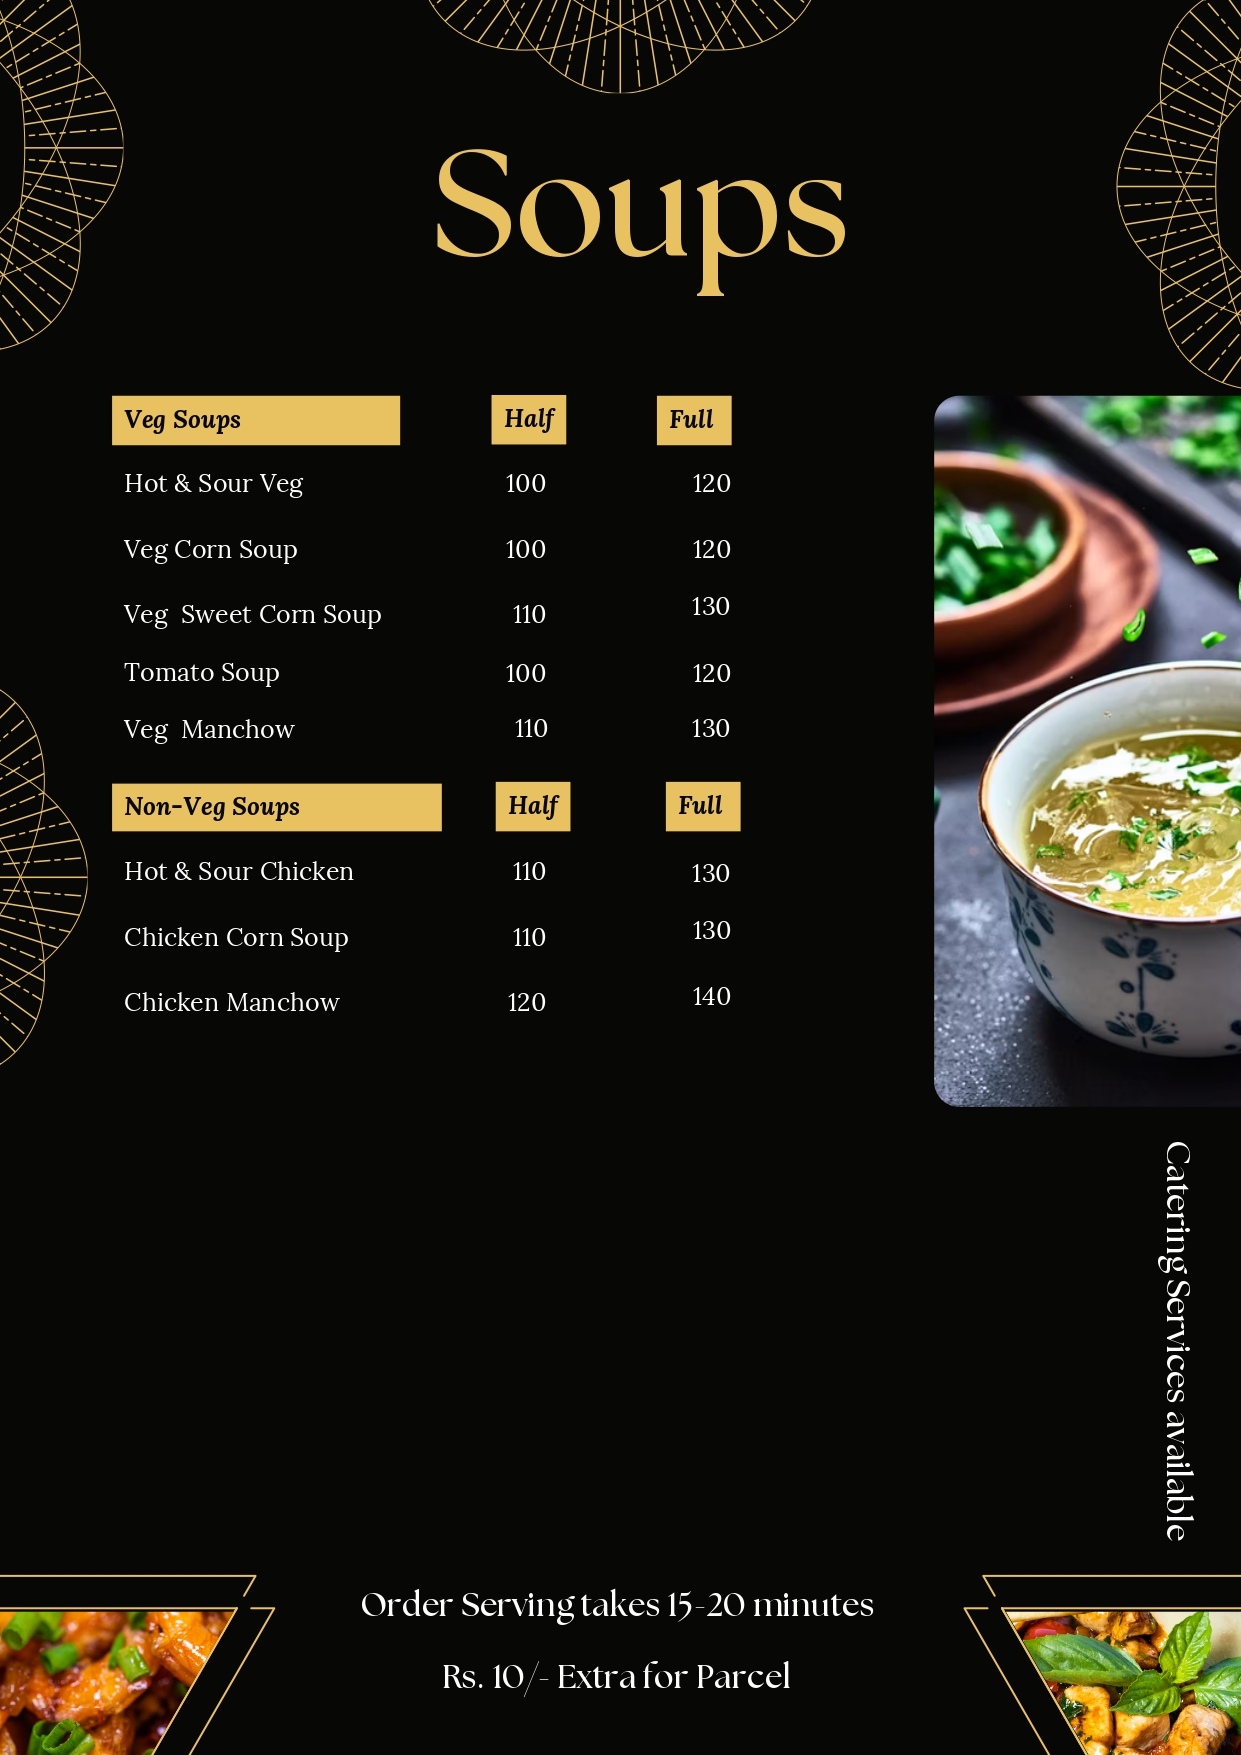 Soups
Veg Soups Half Full
Hot & Sour Veg 100 120
Veg Corn Soup 100 120
Veg Sweet Corn Soup 110 130
Tomato Soup 100 120
Veg Manchow 110 130
Non-Veg Soups Half Full
Hot & Sour Chicken 110 130
Chicken Corn Soup 110 130
Chicken Manchow 120 140
Catering Services available
Order Serving takes 15-20 minutes
Rs. 10/- Extra for Parcel